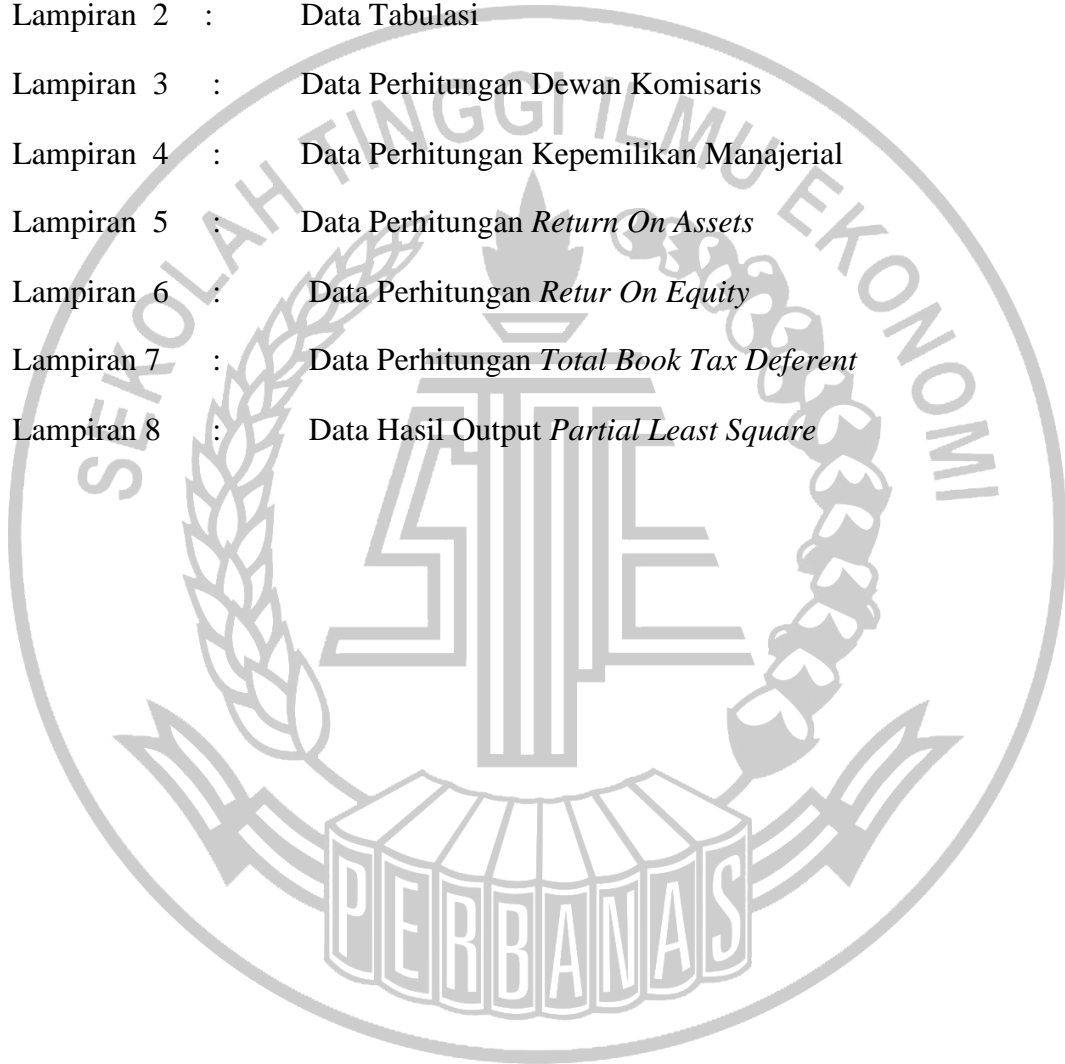 Lampiran 2 : Data Tabulasi
Lampiran 3 : Data Perhitungan Dewan Komisaris
Lampiran 4 : Data Perhitungan Kepemilikan Manajerial
Lampiran 5 : Data Perhitungan Return On Assets
Lampiran 6 : Data Perhitungan Retur On Equity
Lampiran 7 : Data Perhitungan Total Book Tax Deferent
Lampiran 8 : Data Hasil Output Partial Least Square
SEKOLAH TINGGI ILMU EKONOMI
STIE
PERBANAS